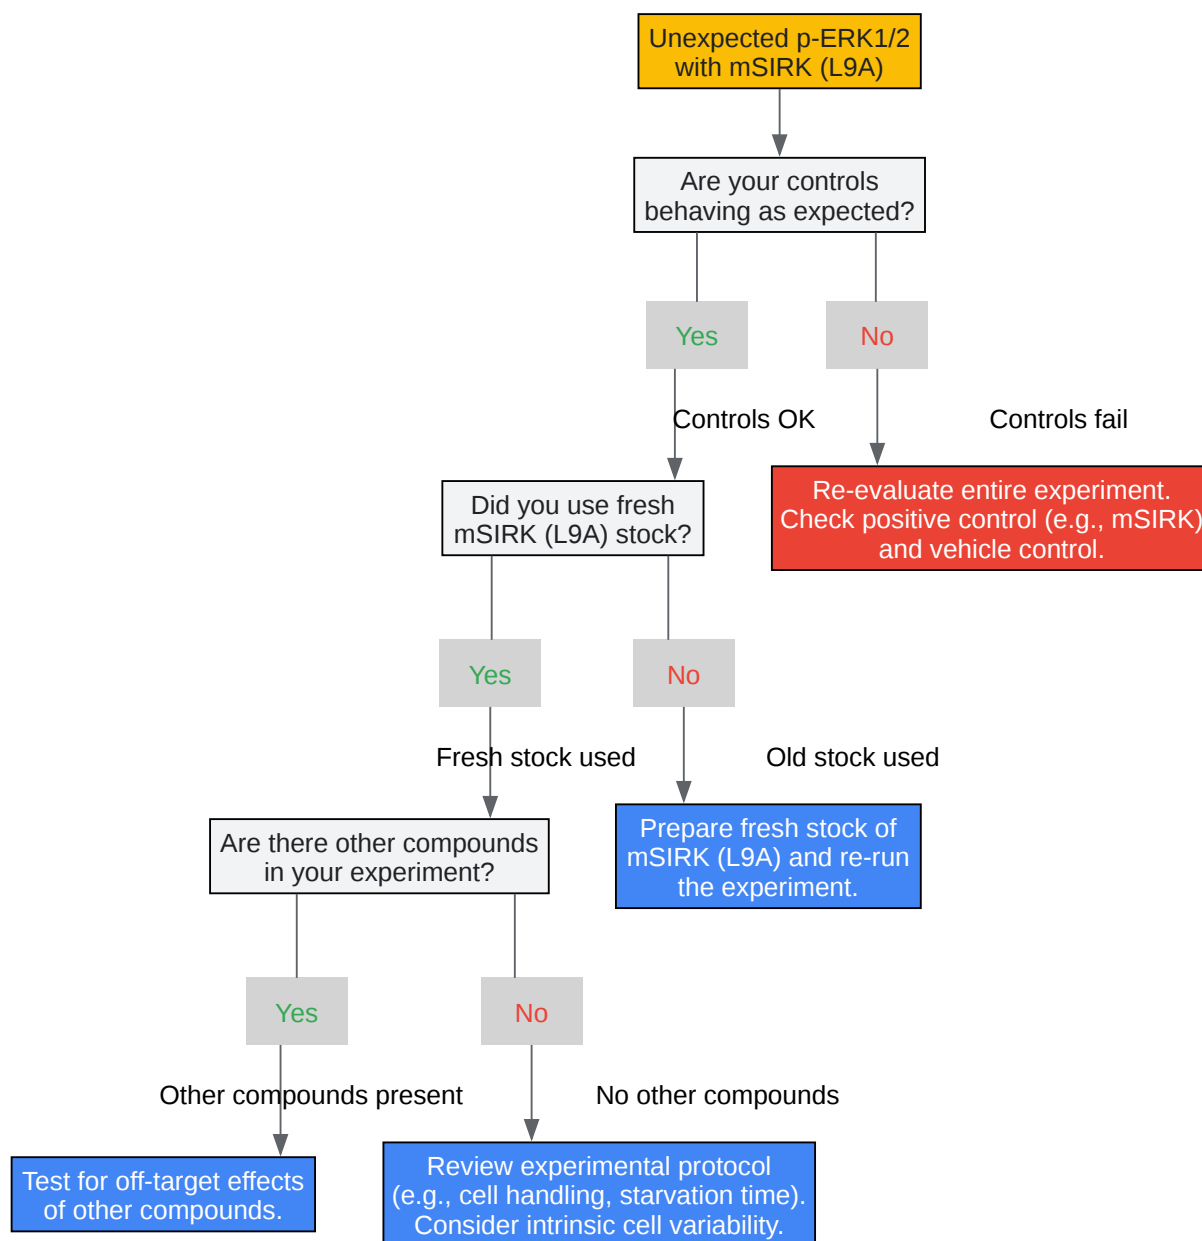 Unexpected p-ERK1/2
with mSIRK (L9A)
Are your controls
behaving as expected?
Yes
No
Controls OK
Controls fail
Did you use fresh
mSIRK (L9A) stock?
Re-evaluate entire experiment.
Check positive control (e.g., mSIRK)
and vehicle control.
Yes
No
Fresh stock used
Old stock used
Are there other compounds
in your experiment?
Prepare fresh stock of
mSIRK (L9A) and re-run
the experiment.
Yes
No
Other compounds present
No other compounds
Test for off-target effects
of other compounds.
Review experimental protocol
(e.g., cell handling, starvation time).
Consider intrinsic cell variability.